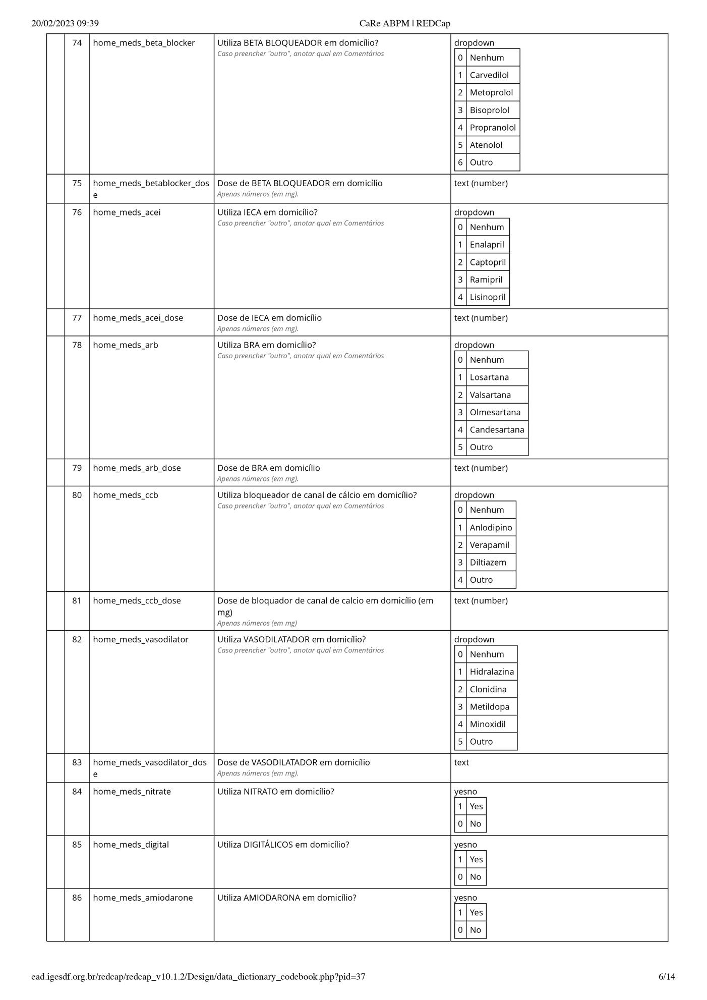 20/02/2023 09:39
CaRe ABPM | REDCap
74 home_meds_beta_blocker Utiliza BETA BLOQUEADOR em domicílio? dropdown
Caso preencher "outro", anotar qual em Comentários
0 Nenhum
1 Carvedilol
2 Metoprolol
3 Bisoprolol
4 Propranolol
5 Atenolol
6 Outro
75 home_meds_betablocker_dos Dose de BETA BLOQUEADOR em domicílio text (number)
e Apenas números (em mg).
76 home_meds_acei Utiliza IECA em domicílio? dropdown
Caso preencher "outro", anotar qual em Comentários
0 Nenhum
1 Enalapril
2 Captopril
3 Ramipril
4 Lisinopril
77 home_meds_acei_dose Dose de IECA em domicílio text (number)
Apenas números (em mg).
78 home_meds_arb Utiliza BRA em domicílio? dropdown
Caso preencher "outro", anotar qual em Comentários
0 Nenhum
1 Losartana
2 Valsartana
3 Olmesartana
4 Candesartana
5 Outro
79 home_meds_arb_dose Dose de BRA em domicílio text (number)
Apenas números (em mg).
80 home_meds_ccb Utiliza bloqueador de canal de cálcio em domicílio? dropdown
Caso preencher "outro", anotar qual em Comentários
0 Nenhum
1 Anlodipino
2 Verapamil
3 Diltiazem
4 Outro
81 home_meds_ccb_dose Dose de bloquador de canal de calcio em domicílio (em text (number)
mg)
Apenas números (em mg)
82 home_meds_vasodilator Utiliza VASODILATADOR em domicílio? dropdown
Caso preencher "outro", anotar qual em Comentários
0 Nenhum
1 Hidralazina
2 Clonidina
3 Metildopa
4 Minoxidil
5 Outro
83 home_meds_vasodilator_dos Dose de VASODILATADOR em domicílio text
e Apenas números (em mg).
84 home_meds_nitrate Utiliza NITRATO em domicílio? yesno
1 Yes
0 No
85 home_meds_digital Utiliza DIGITÁLICOS em domicílio? yesno
1 Yes
0 No
86 home_meds_amiodarone Utiliza AMIODARONA em domicílio? yesno
1 Yes
0 No
ead.igesdf.org.br/redcap/redcap_v10.1.2/Design/data_dictionary_codebook.php?pid=37
6/14